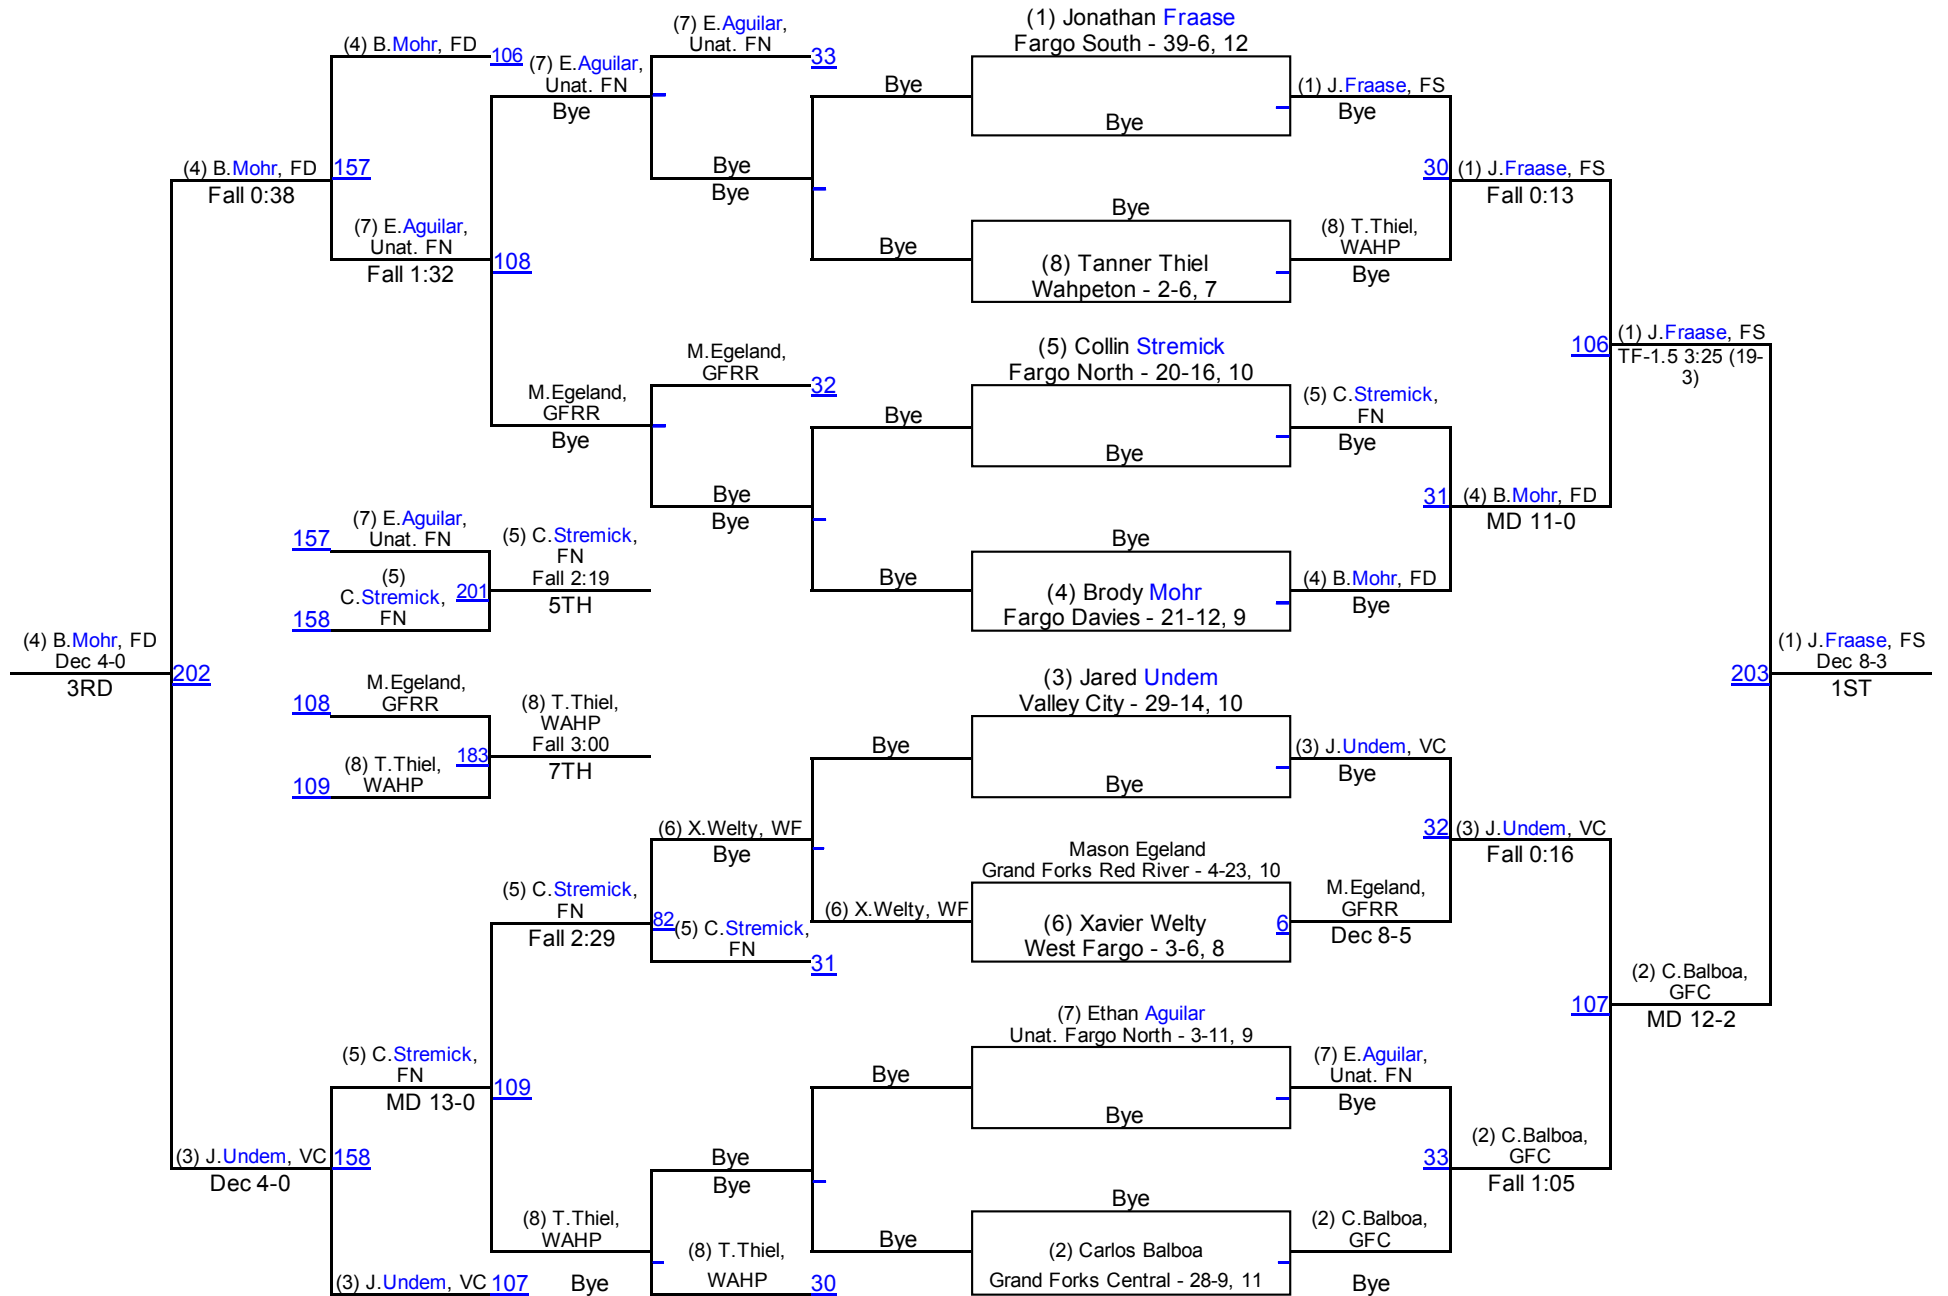 (1) Jonathan Fraase
Fargo South - 39-6, 12
Bye
Bye
(8) Tanner Thiel
Wahpeton - 2-6, 7
(5) Collin Stremick
Fargo North - 20-16, 10
Bye
Bye
(4) Brody Mohr
Fargo Davies - 21-12, 9
(3) Jared Undem
Valley City - 29-14, 10
Bye
Mason Egeland
Grand Forks Red River - 4-23, 10
(6) Xavier Welty
West Fargo - 3-6, 8
6
(7) Ethan Aguilar
Unat. Fargo North - 3-11, 9
Bye
Bye
(2) Carlos Balboa
Grand Forks Central - 28-9, 11
(1) J.Fraase, FS
Bye
(8) T.Thiel,
WAHP
Bye
(5) C.Stremick,
FN
Bye
(4) B.Mohr, FD
Bye
(3) J.Undem, VC
Bye
M.Egeland,
GFRR
Dec 8-5
(7) E.Aguilar,
Unat. FN
Bye
(2) C.Balboa,
GFC
Bye
30
(1) J.Fraase, FS
Fall 0:13
31
(4) B.Mohr, FD
MD 11-0
32
(3) J.Undem, VC
Fall 0:16
33
(2) C.Balboa,
GFC
Fall 1:05
106
(1) J.Fraase, FS
TF-1.5 3:25 (19-
3)
107
(2) C.Balboa,
GFC
MD 12-2
203
(1) J.Fraase, FS
Dec 8-3
1ST
Bye
Bye
Bye
Bye
Bye
(6) X.Welty, WF
Bye
Bye
(7) E.Aguilar,
Unat. FN
33
Bye
Bye
M.Egeland,
GFRR
32
Bye
Bye
(6) X.Welty, WF
Bye
(5) C.Stremick,
FN
31
Bye
Bye
(8) T.Thiel,
WAHP
30
(7) E.Aguilar,
Unat. FN
Bye
M.Egeland,
GFRR
Bye
82
(5) C.Stremick,
FN
Fall 2:29
(8) T.Thiel,
WAHP
Bye
(4) B.Mohr, FD
106
108
(7) E.Aguilar,
Unat. FN
Fall 1:32
109
(5) C.Stremick,
FN
MD 13-0
(3) J.Undem, VC
107
157
(4) B.Mohr, FD
Fall 0:38
158
(3) J.Undem, VC
Dec 4-0
202
(4) B.Mohr, FD
Dec 4-0
3RD
157
(7) E.Aguilar,
Unat. FN
158
(5)
C.Stremick,
FN
201
(5) C.Stremick,
FN
Fall 2:19
5TH
108
M.Egeland,
GFRR
109
(8) T.Thiel,
WAHP
183
(8) T.Thiel,
WAHP
Fall 3:00
7TH